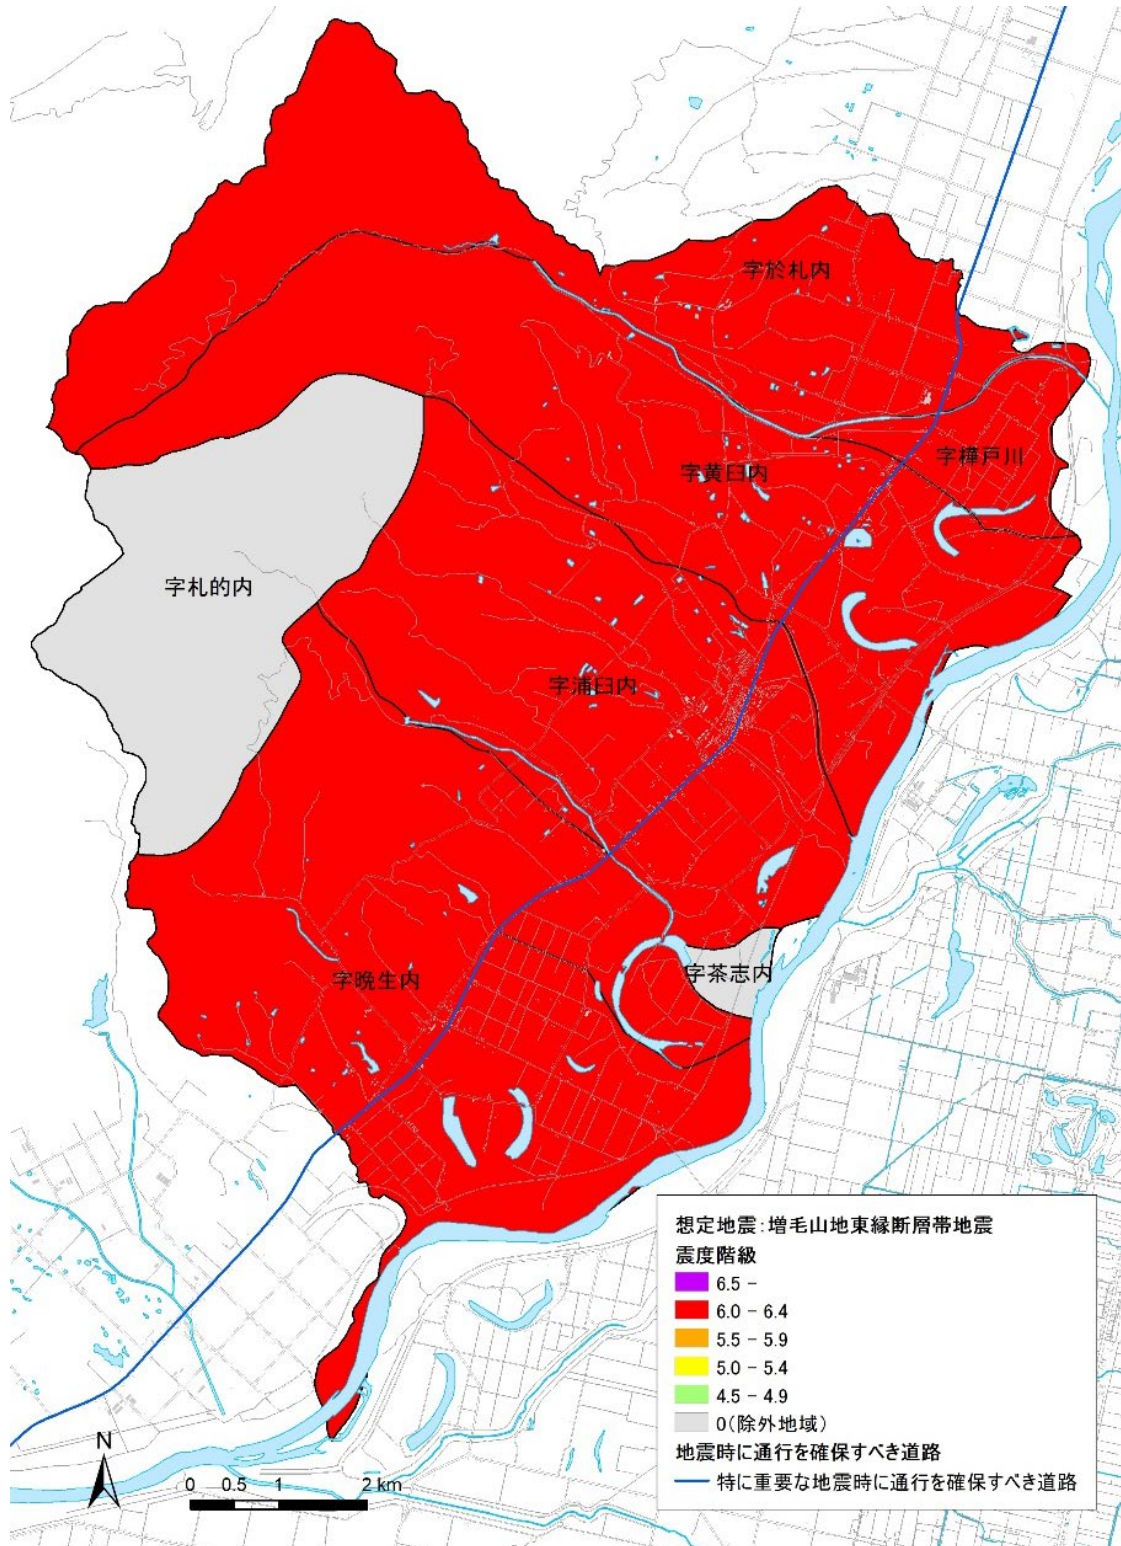 字於札内
字樺戸川
字黄臼内
字札的内
字浦臼内
字茶志内
字晩生内
想定地震:増毛山地東縁断層帯地震
震度階級
6.5 -
6.0 - 6.4
5.5 - 5.9
5.0 - 5.4
4.5 - 4.9
0(除外地域)
地震時に通行を確保すべき道路
特に重要な地震時に通行を確保すべき道路
N
0 0.5 1 2 km